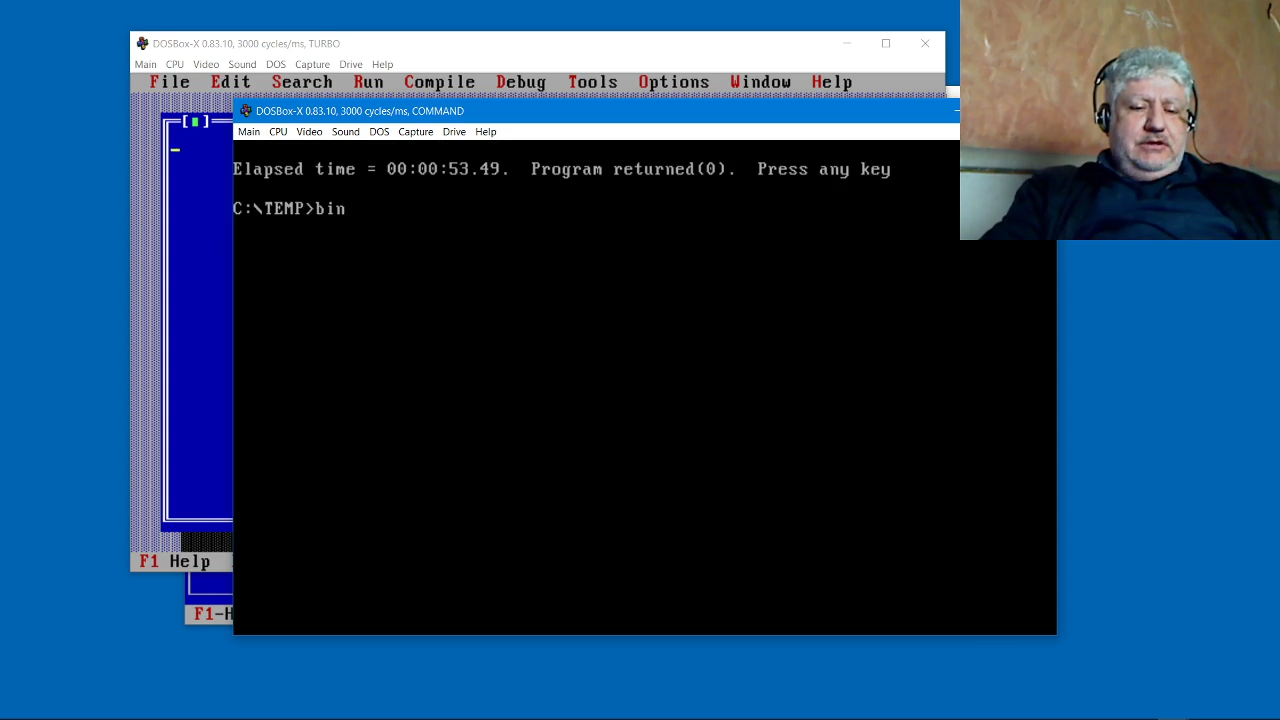 DOSBox-X 0.83.10, 3000 cycles/ms, TURBO
Main CPU Video Sound DOS Capture Drive Help
File Edit Search Run Compile Debug Tools Options Window Help
DOSBox-X 0.83.10, 3000 cycles/ms, COMMAND
Main CPU Video Sound DOS Capture Drive Help
Elapsed time = 00:00:53.49. Program returned(0). Press any key
C:\TEMP>bin
F1 Help
F1-H